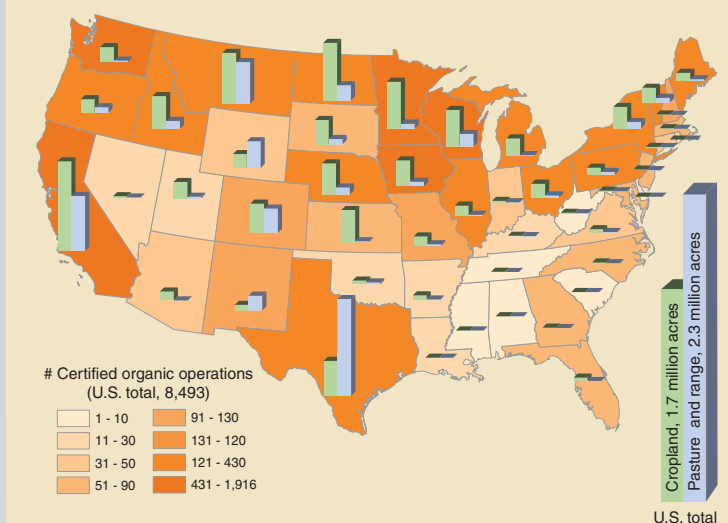 # Certified organic operations
(U.S. total, 8,493)
1 - 10
11 - 30
31 - 50
51 - 90
91 - 130
131 - 120
121 - 430
431 - 1,916
Cropland, 1.7 million acres
Pasture and range, 2.3 million acres
U.S. total